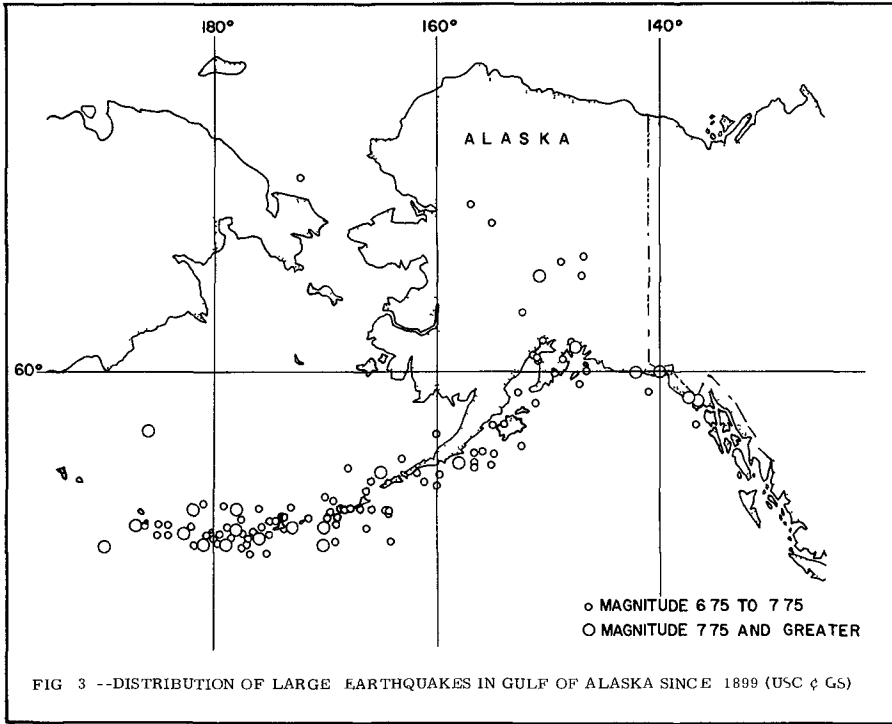 180° 160° 140°
ALASKA
60°
MAGNITUDE 6 75 TO 7 75
MAGNITUDE 7 75 AND GREATER
FIG 3 --DISTRIBUTION OF LARGE EARTHQUAKES IN GULF OF ALASKA SINCE 1899 (USC ¢ GS)